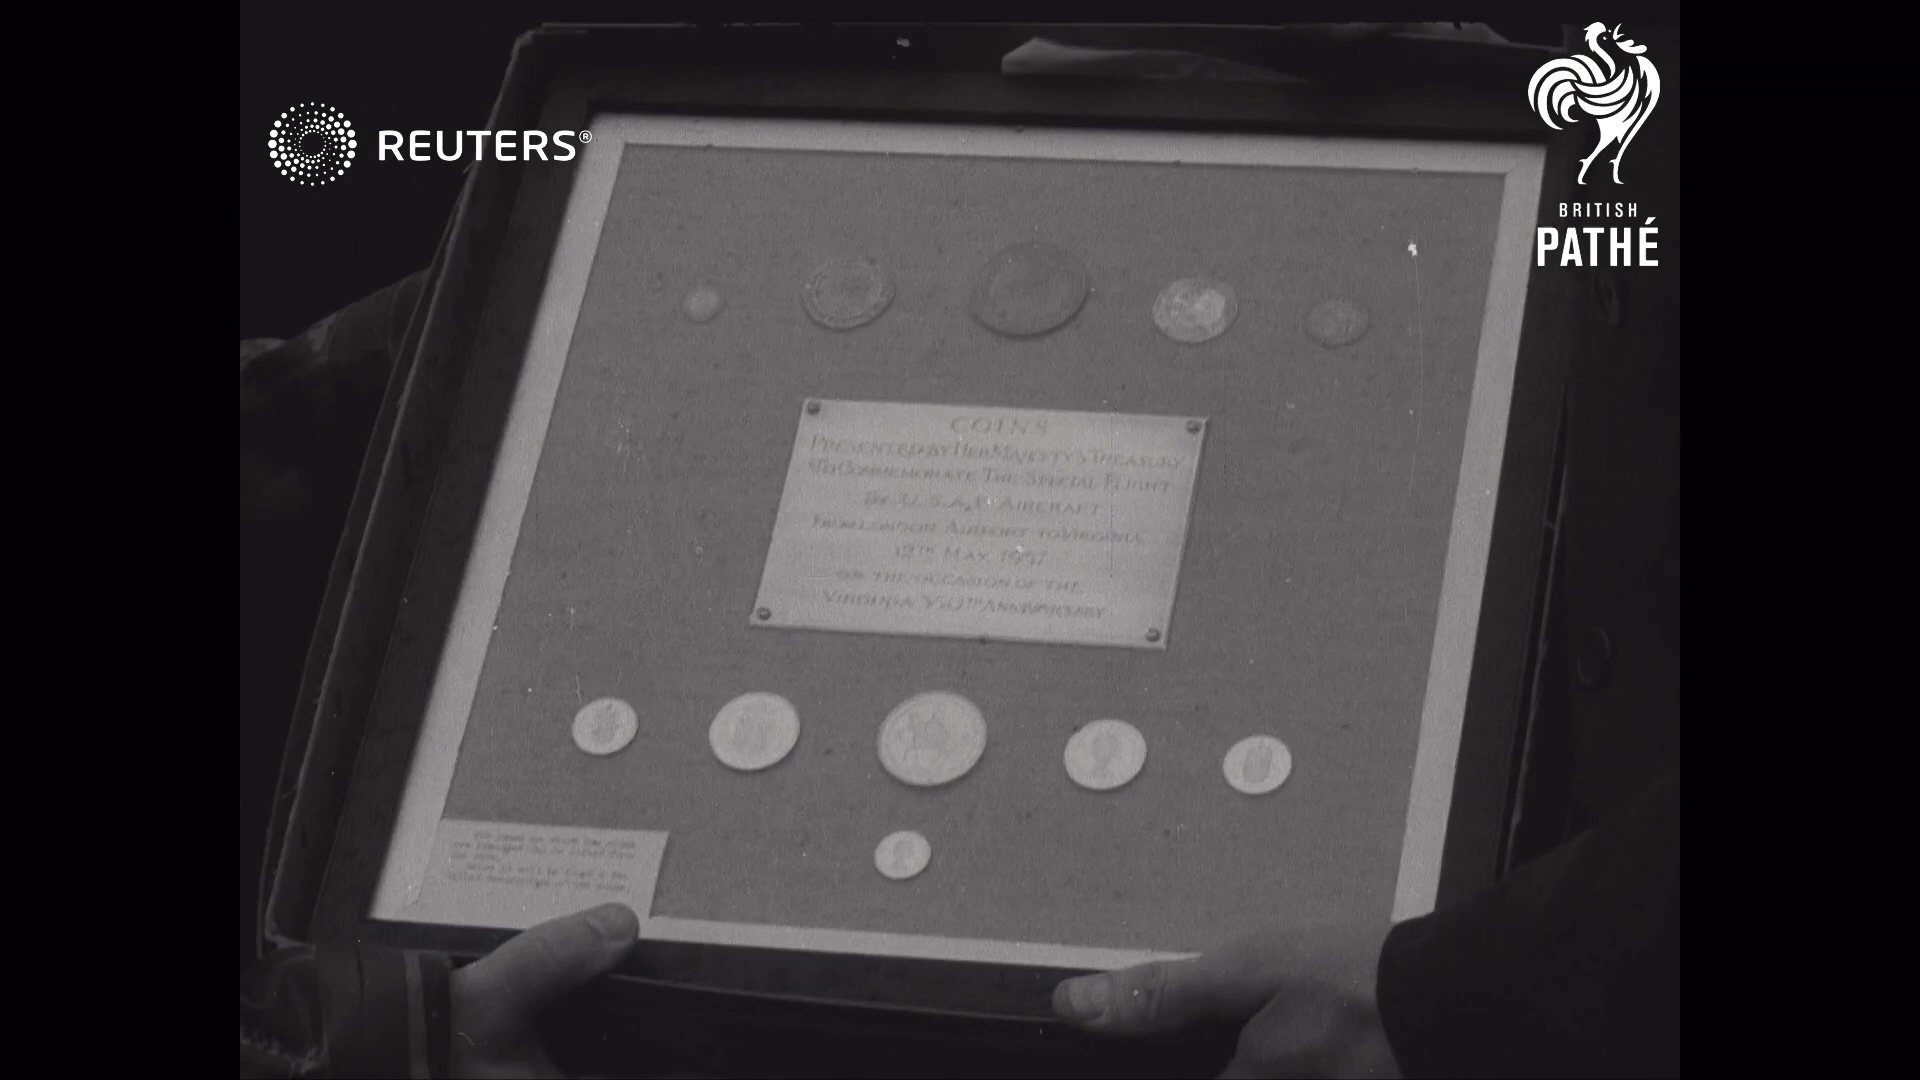 REUTERS®
BRITISH
PATHÉ
COINS
PRESENTED BY HER MAJESTY'S TREASURY
TO COMMEMORATE THE SPECIAL FLIGHT
BY U.S.A.F. AIRCRAFT
FROM LONDON AIRPORT TO VIRGINIA
12TH MAY 1957
ON THE OCCASION OF THE
VIRGINIA 350TH ANNIVERSARY